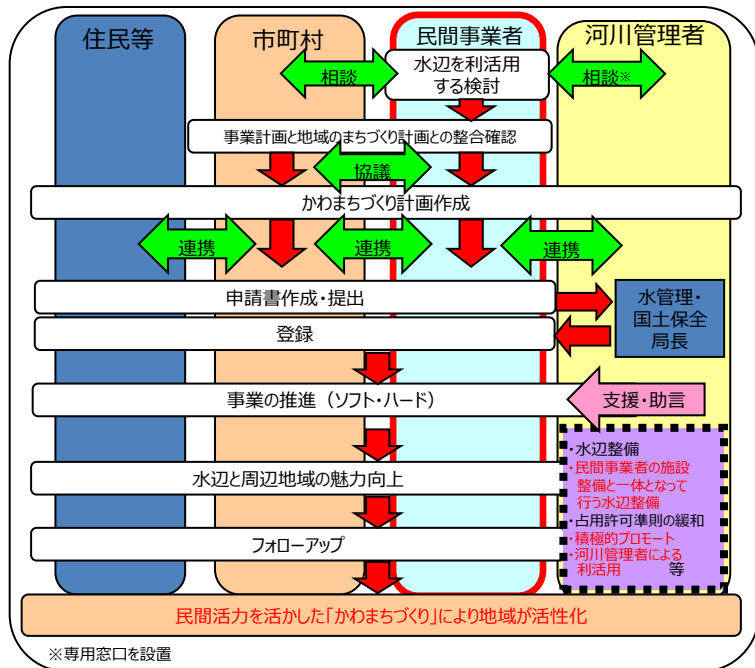 住民等
市町村
民間事業者
河川管理者
相談
水辺を利活用
する検討
相談※
事業計画と地域のまちづくり計画との整合確認
協議
かわまちづくり計画作成
連携
連携
連携
申請書作成・提出
水管理・
国土保全
局長
登録
事業の推進（ソフト・ハード）
支援・助言
・水辺整備
・民間事業者の施設
整備と一体となって
行う水辺整備
・占用許可準則の緩和
・積極的プロモート
・河川管理者による
利活用 等
水辺と周辺地域の魅力向上
フォローアップ
民間活力を活かした「かわまちづくり」により地域が活性化
※専用窓口を設置